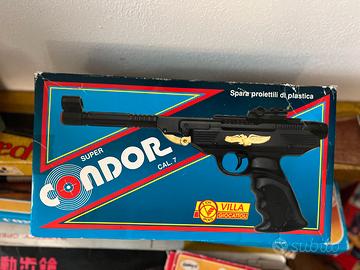 Spara proiettili di plastica
SUPER
CONDOR
CAL. 7
VILLA
GIOCATTOLI
subito